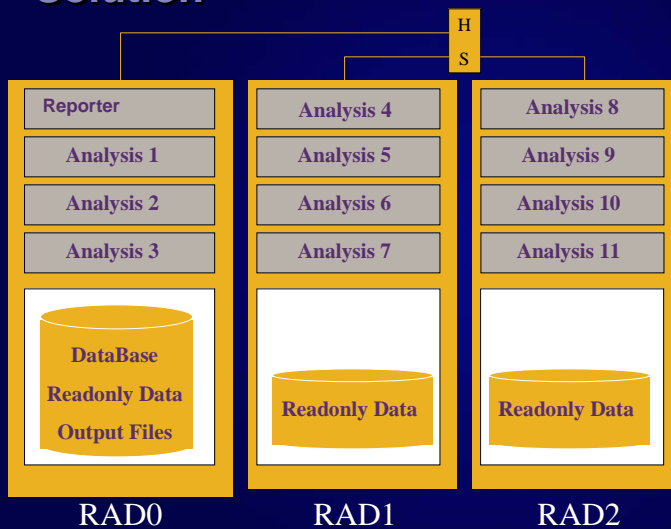 Solution
H
S
Reporter
Analysis 1
Analysis 2
Analysis 3
DataBase
Readonly Data
Output Files
RAD0
Analysis 4
Analysis 5
Analysis 6
Analysis 7
Readonly Data
RAD1
Analysis 8
Analysis 9
Analysis 10
Analysis 11
Readonly Data
RAD2